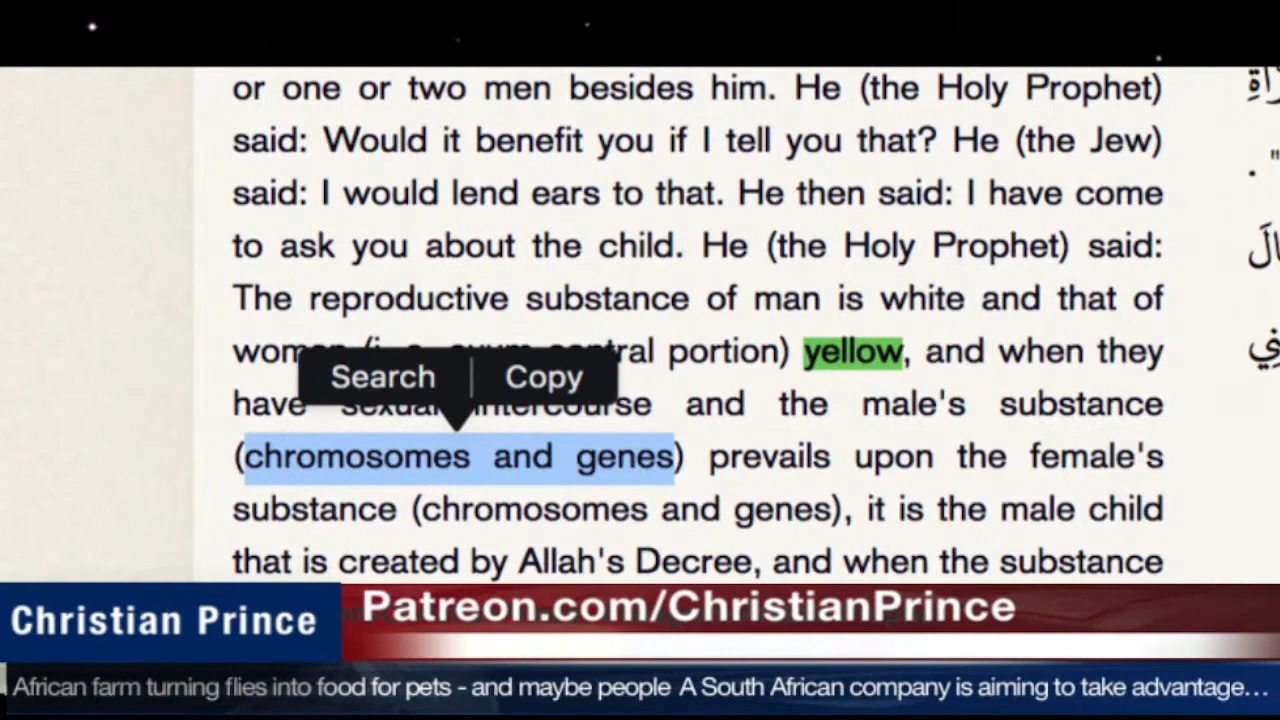 or one or two men besides him. He (the Holy Prophet)
said: Would it benefit you if I tell you that? He (the Jew)
said: I would lend ears to that. He then said: I have come
to ask you about the child. He (the Holy Prophet) said:
The reproductive substance of man is white and that of
portion) yellow, and when they
Search Copy
have sexual intercourse and the male's substance
(chromosomes and genes) prevails upon the female's
substance (chromosomes and genes), it is the male child
that is created by Allah's Decree, and when the substance
Christian Prince
Patreon.com/ChristianPrince
African farm turning flies into food for pets - and maybe people A South African company is aiming to take advantage…